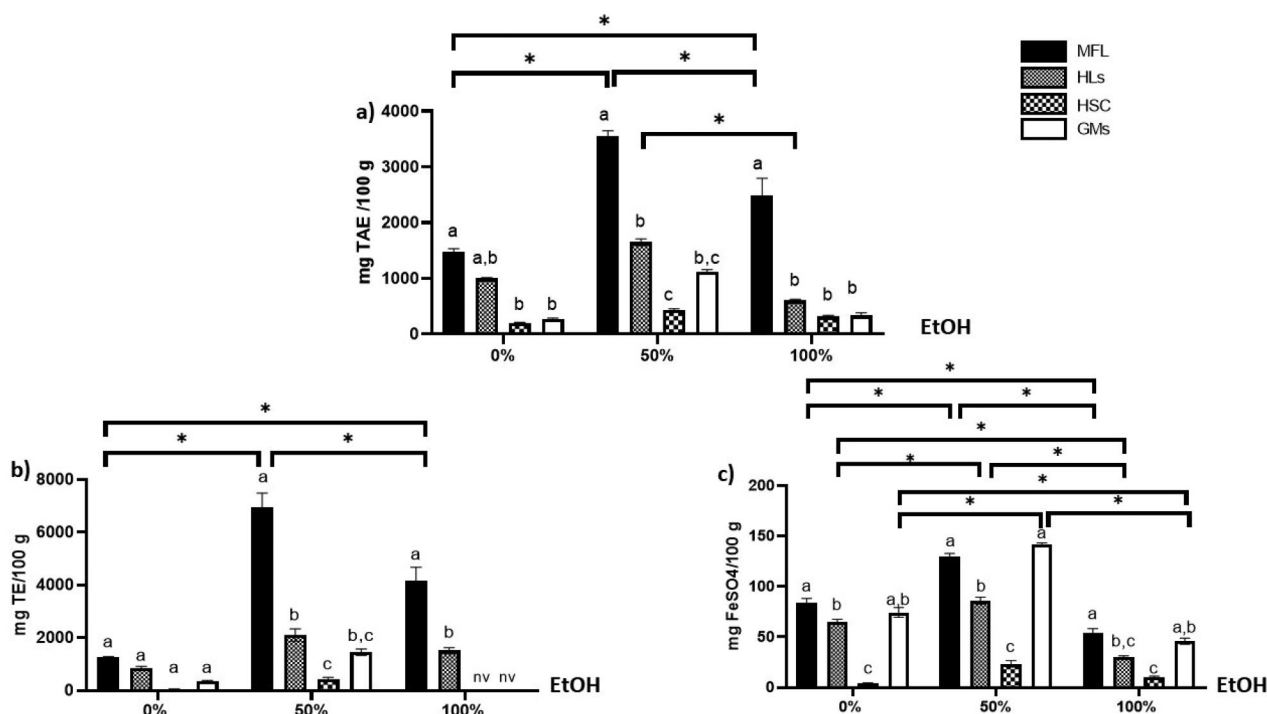 *
*
*
MFL
HLs
HSC
GMs
a)
mg TAE /100 g
4000
3000
2000
1000
0
a
a,b
b
b
a
b
c
b,c
*
a
b
b
b
0%
50%
100%
EtOH
b)
mg TE/100 g
*
*
*
8000
6000
4000
2000
0
a
a
a
a
a
b
c
b,c
a
b
nv
nv
0%
50%
100%
EtOH
c)
mg FeSO4/100 g
*
*
*
*
*
*
*
*
*
200
150
100
50
0
a
b
c
a,b
a
b
c
a
a
b,c
c
a,b
0%
50%
100%
EtOH